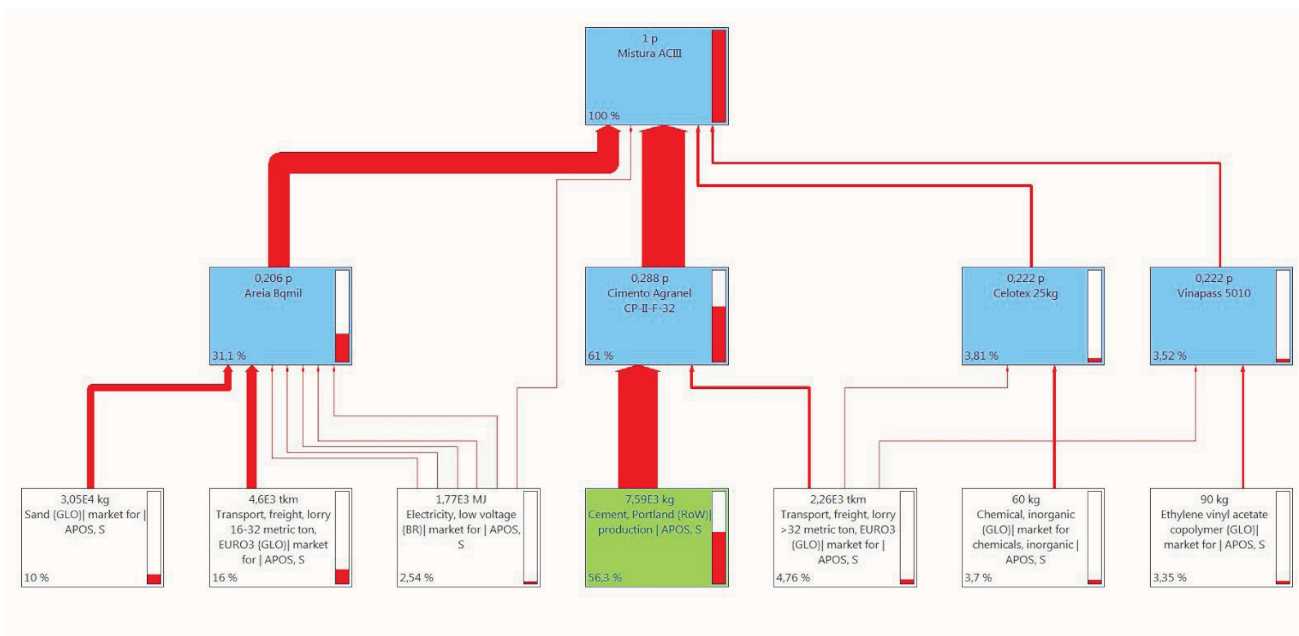 1 p
Mistura ACIII
100 %
0,206 p
Areia Bqmil
31,1 %
0,288 p
Cimento Agranel
CP-II-F-32
61 %
0,222 p
Celotex 25kg
3,81 %
0,222 p
Vinapass 5010
3,52 %
3,05E4 kg
Sand {GLO}| market for |
APOS, S
10 %
4,6E3 tkm
Transport, freight, lorry
16-32 metric ton,
EURO3 {GLO}| market
for | APOS, S
16 %
1,77E3 MJ
Electricity, low voltage
{BR}| market for | APOS,
S
2,54 %
7,59E3 kg
Cement, Portland {RoW}|
production | APOS, S
56,3 %
2,26E3 tkm
Transport, freight, lorry
>32 metric ton, EURO3
{GLO}| market for |
APOS, S
4,76 %
60 kg
Chemical, inorganic
{GLO}| market for
chemicals, inorganic |
APOS, S
3,7 %
90 kg
Ethylene vinyl acetate
copolymer {GLO}|
market for | APOS, S
3,35 %